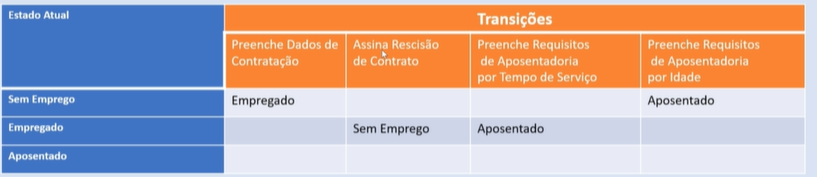 Estado Atual
Transições
Preenche Dados de
Contratação
Assina Rescisão
de Contrato
Preenche Requisitos
de Aposentadoria
por Tempo de Serviço
Preenche Requisitos
de Aposentadoria
por Idade
Sem Emprego
Empregado
Aposentado
Empregado
Sem Emprego
Aposentado
Aposentado